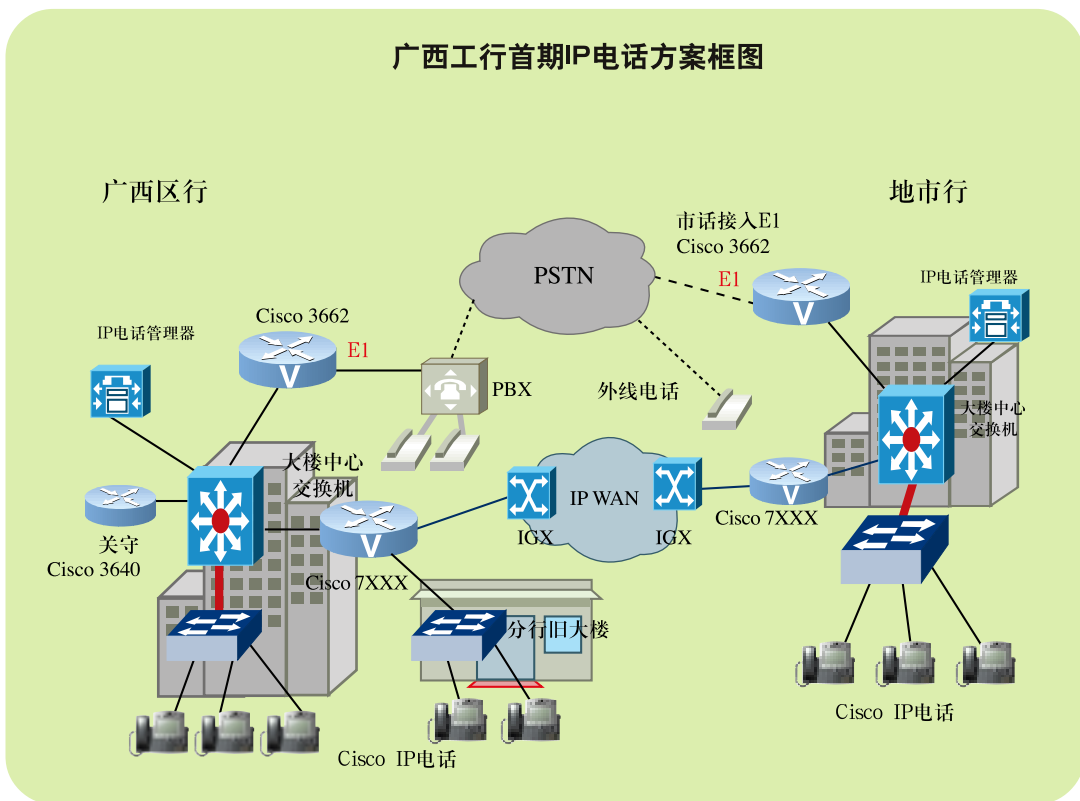 广西工行首期IP电话方案框图
广西区行
地市行
市话接入E1
Cisco 3662
PSTN
E1
IP电话管理器
Cisco 3662
IP电话管理器
E1
V
V
PBX
外线电话
大楼中心
交换机
大楼中心
交换机
IP WAN
V
Cisco 7XXX
IGX
IGX
V
关守
Cisco 3640
Cisco 7XXX
分行旧大楼
Cisco IP电话
Cisco IP电话